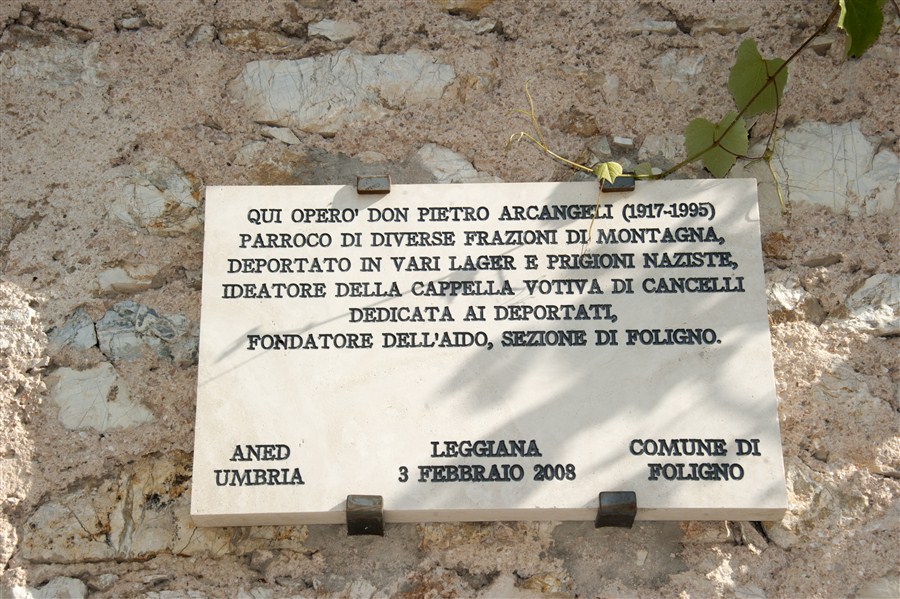 QUI OPERO' DON PIETRO ARCANGELI (1917-1995)
PARROCO DI DIVERSE FRAZIONI DI MONTAGNA,
DEPORTATO IN VARI LAGER E PRIGIONI NAZISTE,
IDEATORE DELLA CAPPELLA VOTIVA DI CANCELLI
DEDICATA AI DEPORTATI,
FONDATORE DELL'AIDO, SEZIONE DI FOLIGNO.
ANED
UMBRIA
LEGGIANA
3 FEBBRAIO 2008
COMUNE DI
FOLIGNO